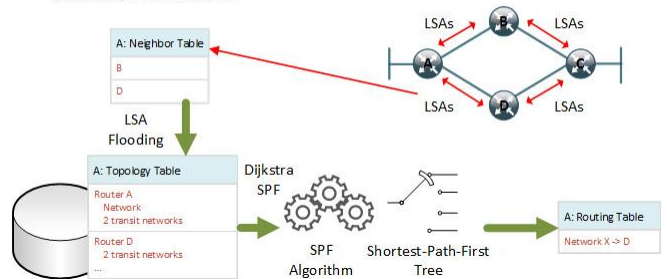 A: Neighbor Table
B
D
LSAs
LSAs
B
A
C
D
LSAs
LSAs
LSA
Flooding
A: Topology Table
Router A
Network
2 transit networks
Router D
2 transit networks
...
Dijkstra
SPF
SPF
Algorithm
Shortest-Path-First
Tree
A: Routing Table
Network X -> D